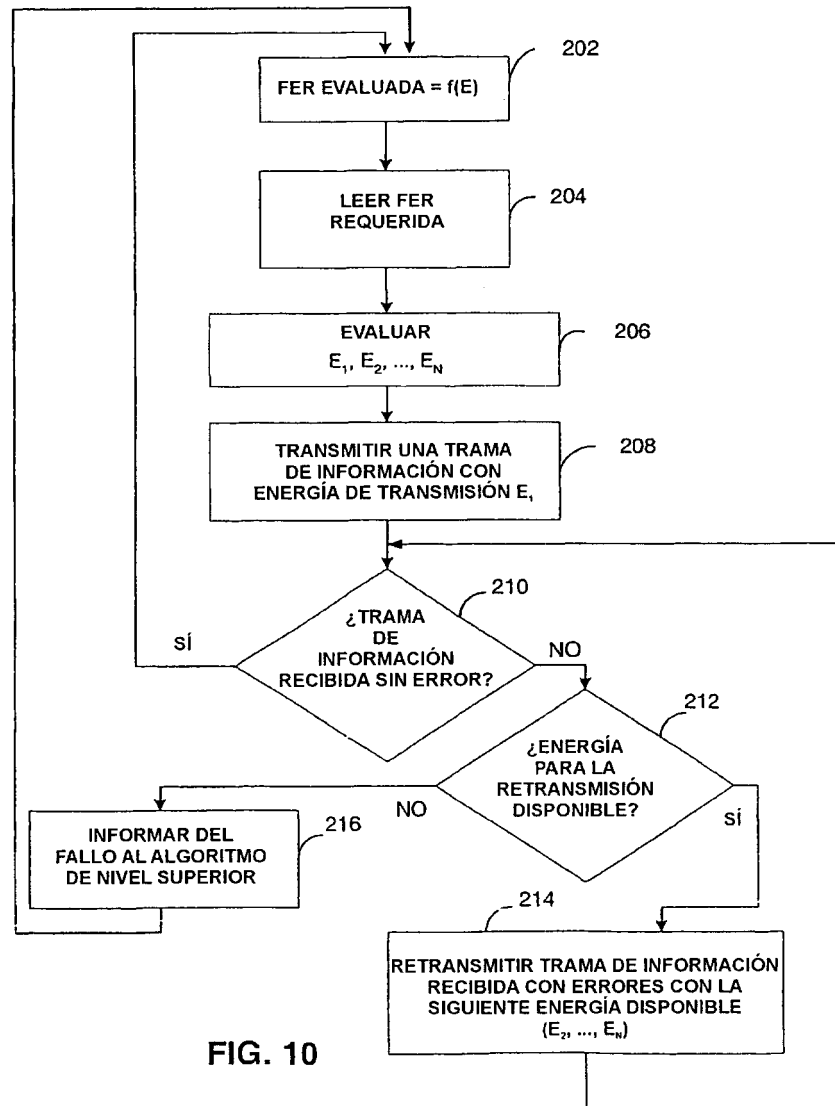 FER EVALUADA = f(E)
202
LEER FER
REQUERIDA
204
EVALUAR
E₁, E₂, ..., Eₙ
206
TRANSMITIR UNA TRAMA
DE INFORMACIÓN CON
ENERGÍA DE TRANSMISIÓN E₁
208
210
¿TRAMA
DE
INFORMACIÓN
RECIBIDA SIN ERROR?
SÍ
NO
212
¿ENERGÍA
PARA LA
RETRANSMISIÓN
DISPONIBLE?
NO
SÍ
INFORMAR DEL
FALLO AL ALGORITMO
DE NIVEL SUPERIOR
216
214
RETRANSMITIR TRAMA DE INFORMACIÓN
RECIBIDA CON ERRORES CON LA
SIGUIENTE ENERGÍA DISPONIBLE
(E₂, ..., Eₙ)
FIG. 10